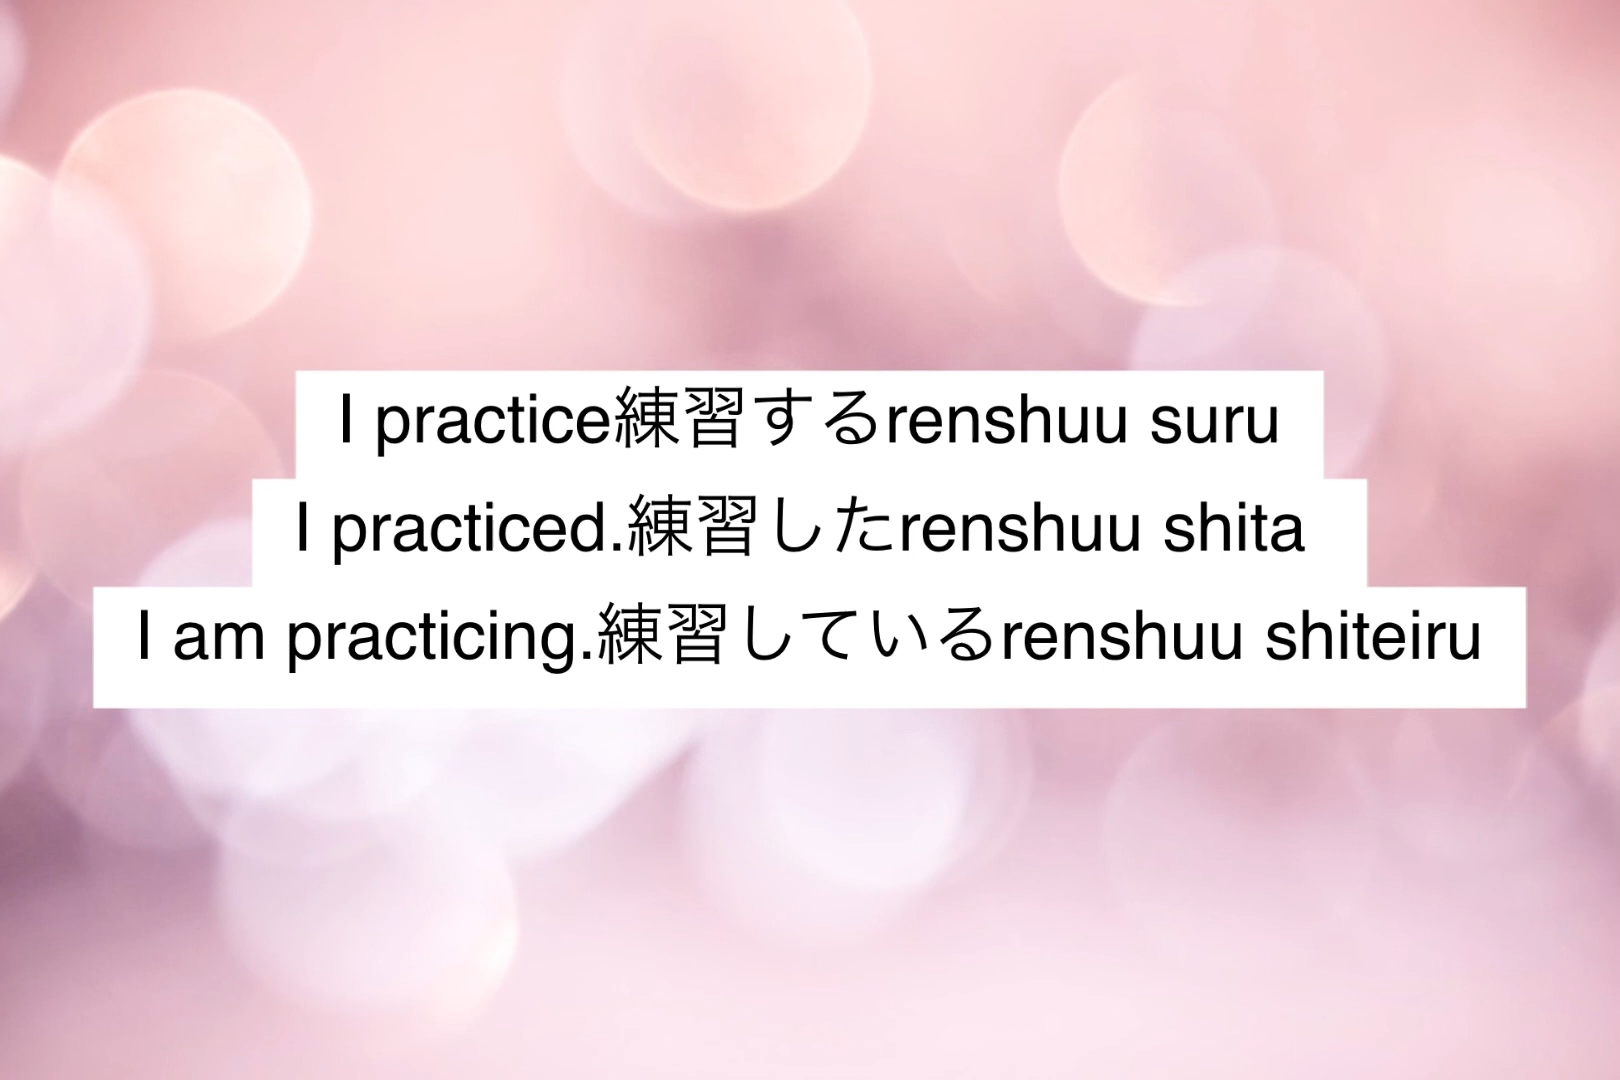 I practice練習するrenshuu suru
I practiced.練習したrenshuu shita
I am practicing.練習しているrenshuu shiteiru